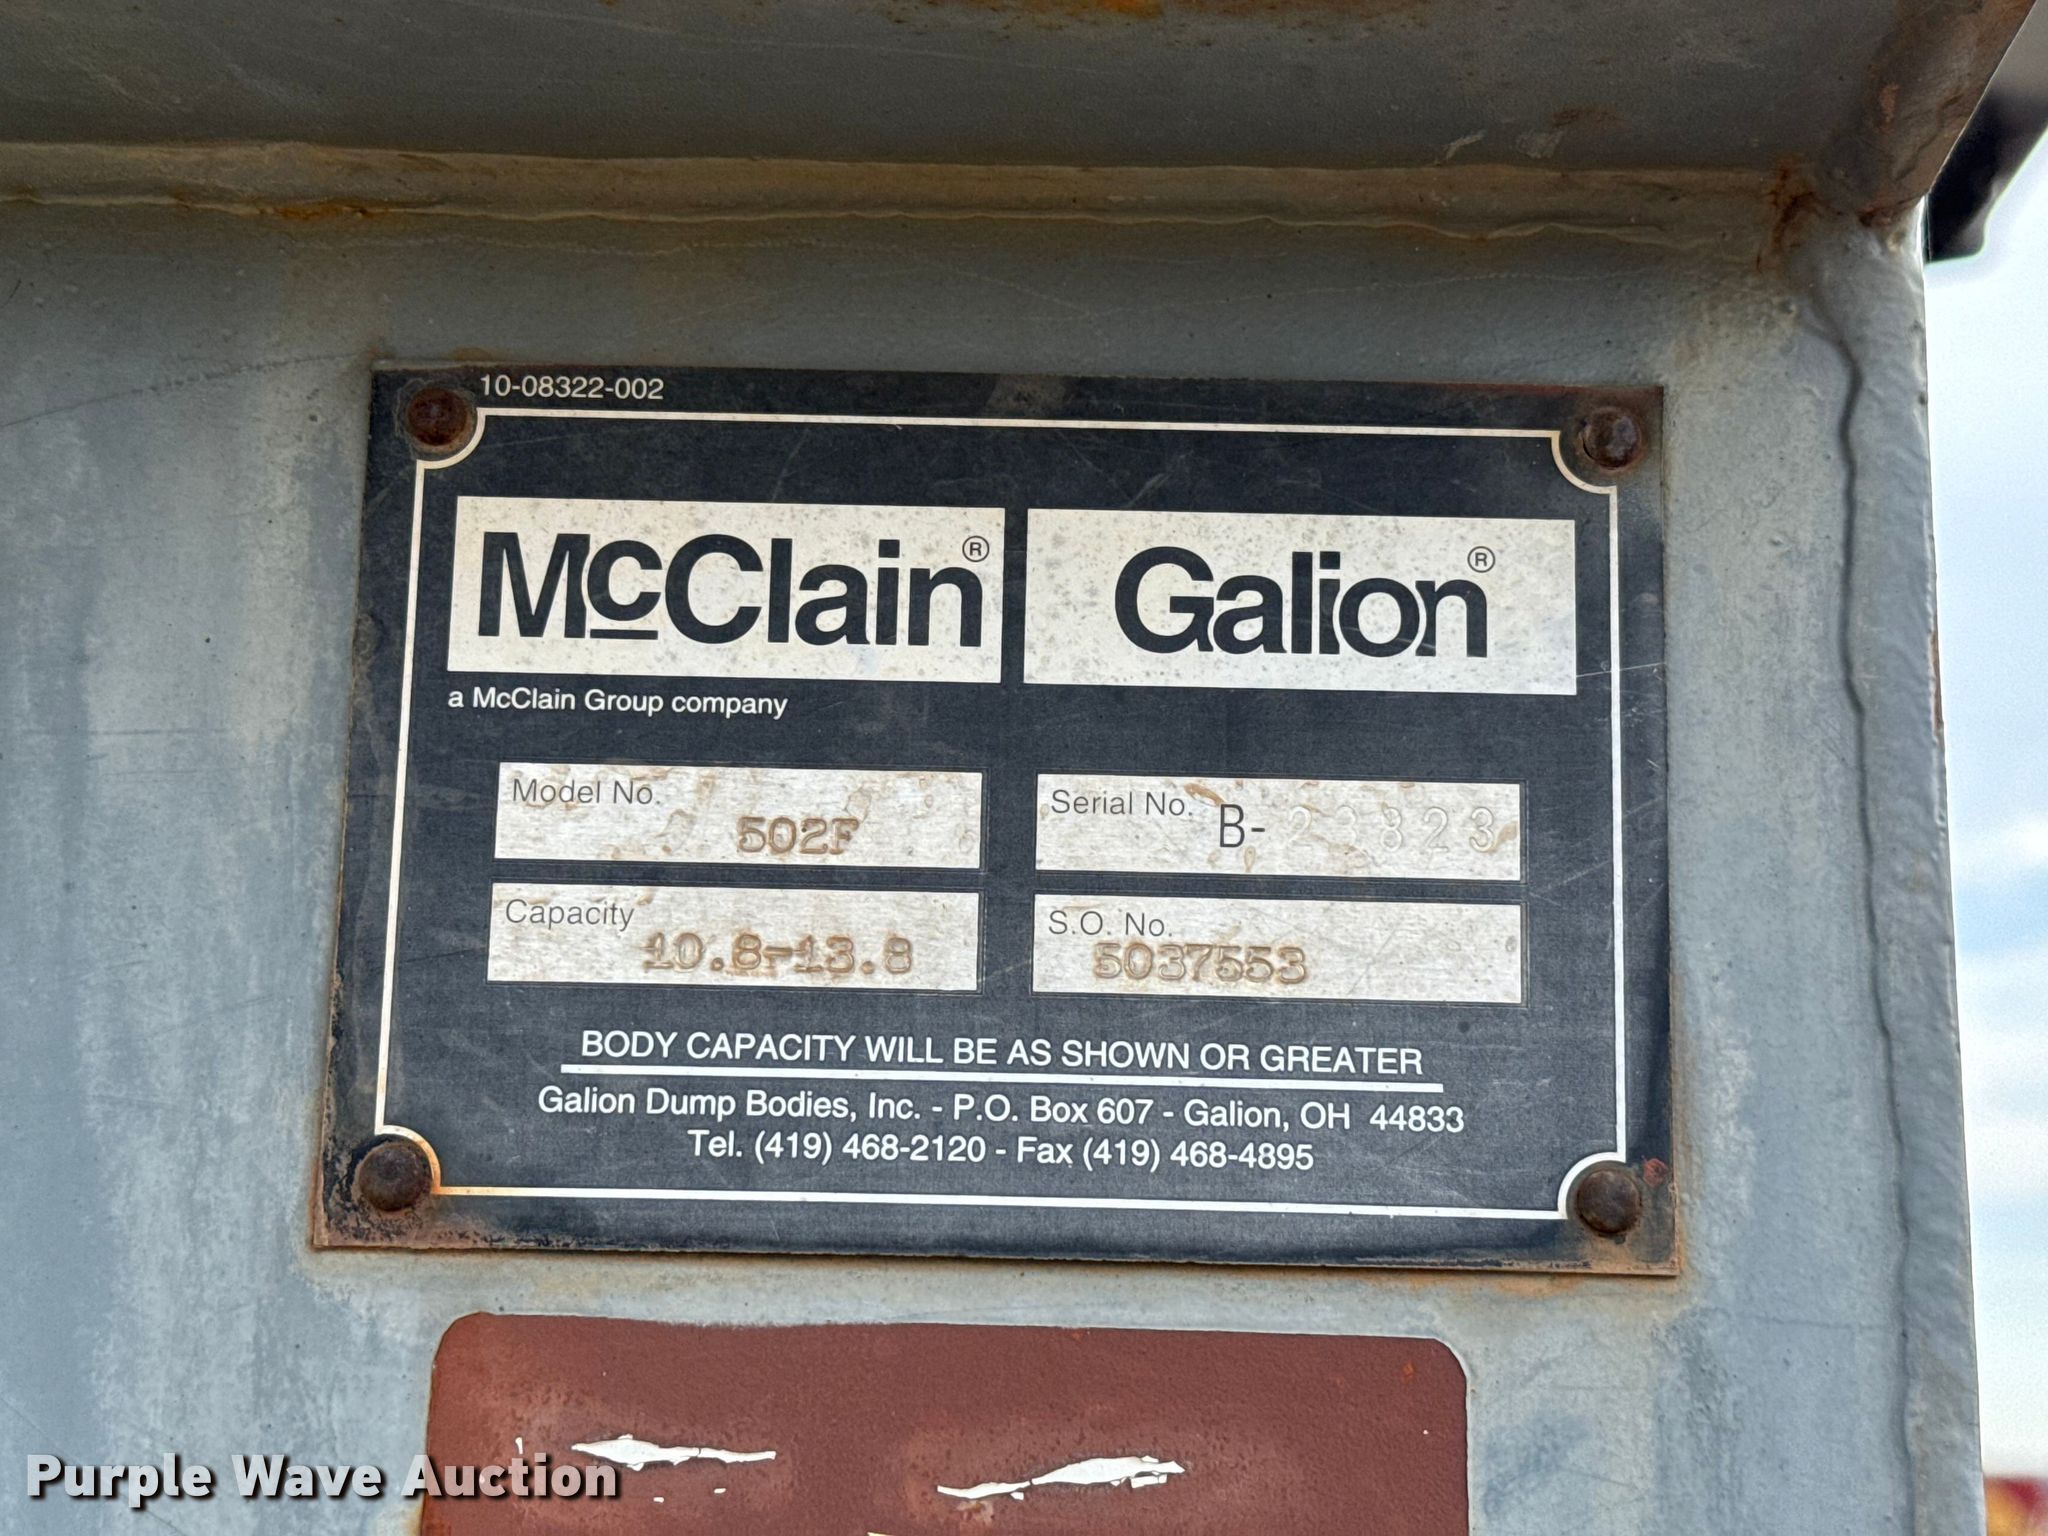 10-08322-002
McClain® Galion®
a McClain Group company
Model No. 502F
Serial No. B-23823
Capacity 10.8-13.8
S.O. No. 5037553
BODY CAPACITY WILL BE AS SHOWN OR GREATER
Galion Dump Bodies, Inc. - P.O. Box 607 - Galion, OH 44833
Tel. (419) 468-2120 - Fax (419) 468-4895
Purple Wave Auction